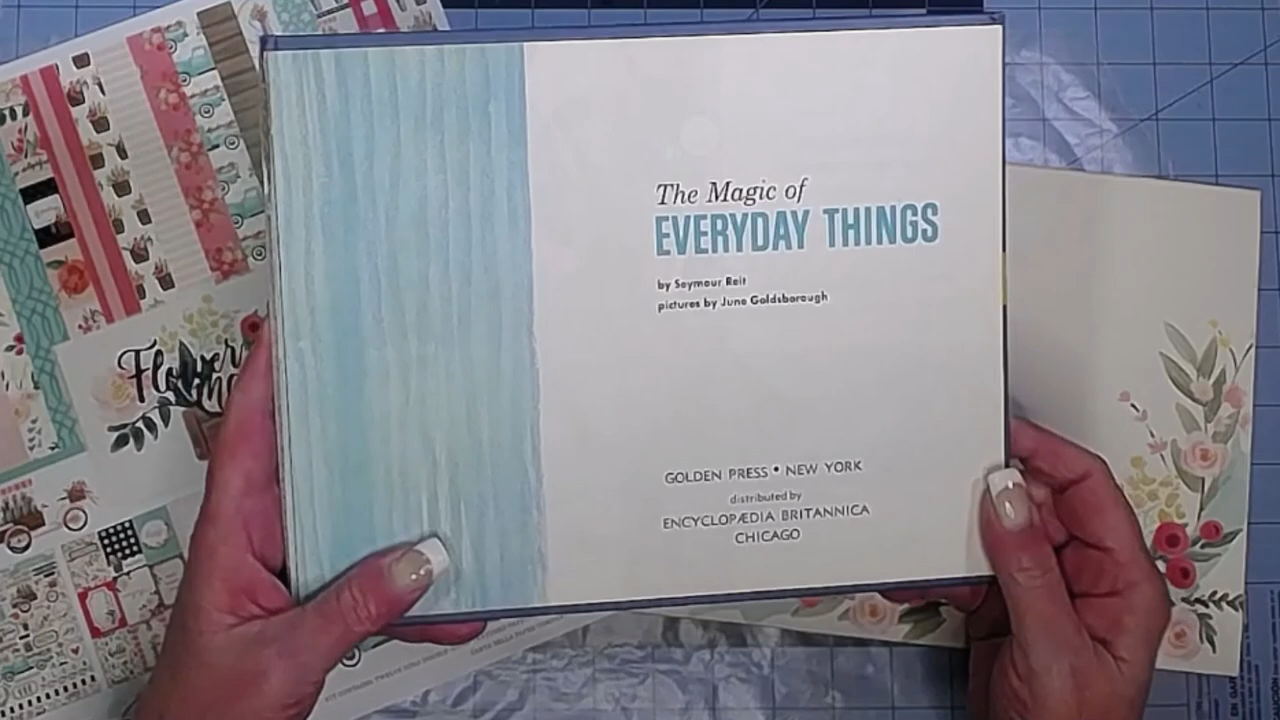 The Magic of
EVERYDAY THINGS
by Seymour Reit
pictures by June Goldsborough
GOLDEN PRESS • NEW YORK
distributed by
ENCYCLOPÆDIA BRITANNICA
CHICAGO
Flower